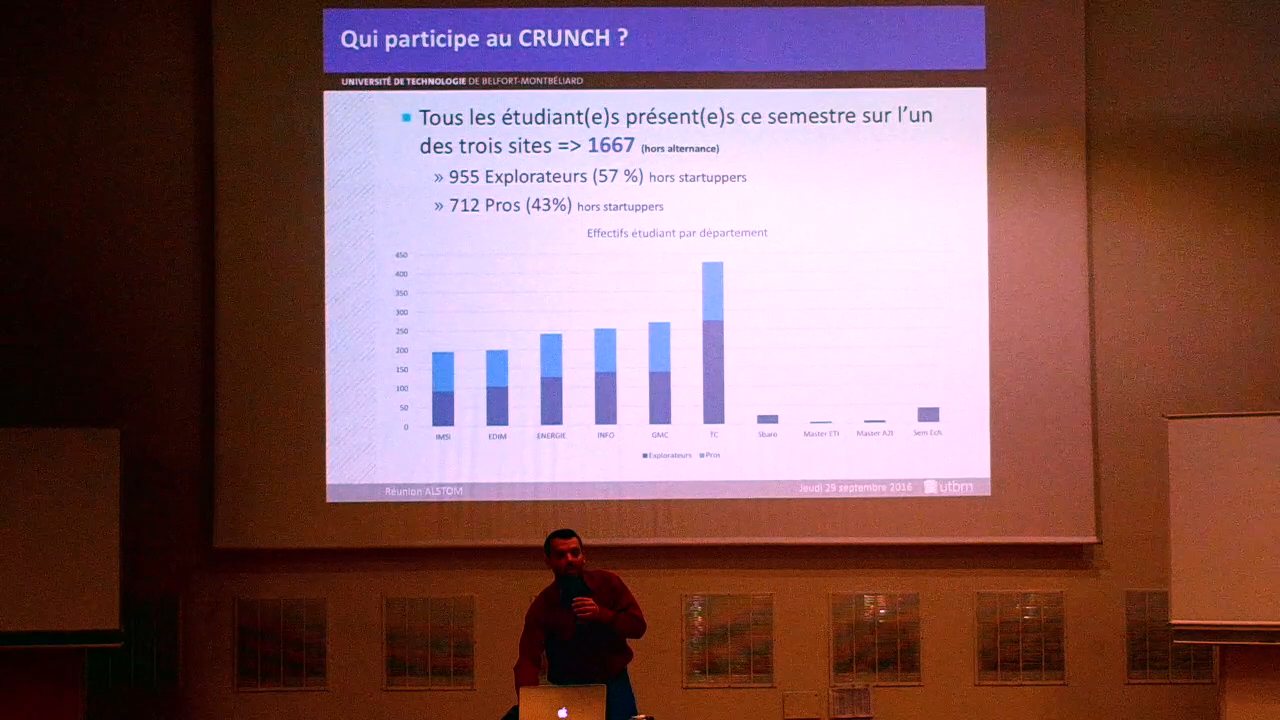 Qui participe au CRUNCH ?
UNIVERSITÉ DE TECHNOLOGIE DE BELFORT-MONTBÉLIARD
Tous les étudiant(e)s présent(e)s ce semestre sur l'un
des trois sites => 1667 (hors alternance)
» 955 Explorateurs (57 %) hors startuppers
» 712 Pros (43%) hors startuppers
Effectifs étudiant par département
450
400
350
300
250
200
150
100
50
0
IMSI EDIM ENERGIE INFO GMC TC Sbaro Master ETI Master A2I Sem Ech.
Explorateurs Pros
Réunion ALSTOM Jeudi 29 septembre 2016 utbm